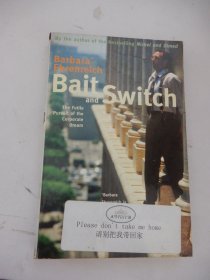 By the author of the Bestselling Nickel and Dimed
Barbara
Ehrenreich
Bait
and Switch
The Futile
Pursuit of the
Corporate
Dream
Barbara
Please don't take me home
请别把我带回家